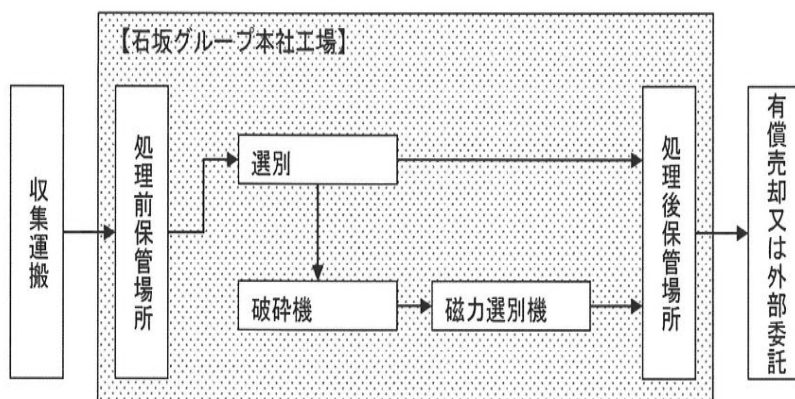 【石坂グループ本社工場】
収集運搬
処理前保管場所
選別
破砕機
磁力選別機
処理後保管場所
有償売却又は外部委託